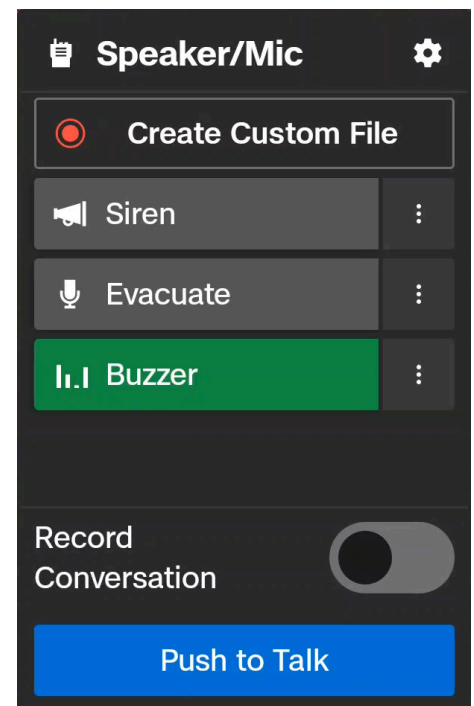 Speaker/Mic
Create Custom File
Siren
Evacuate
Buzzer
Record
Conversation
Push to Talk